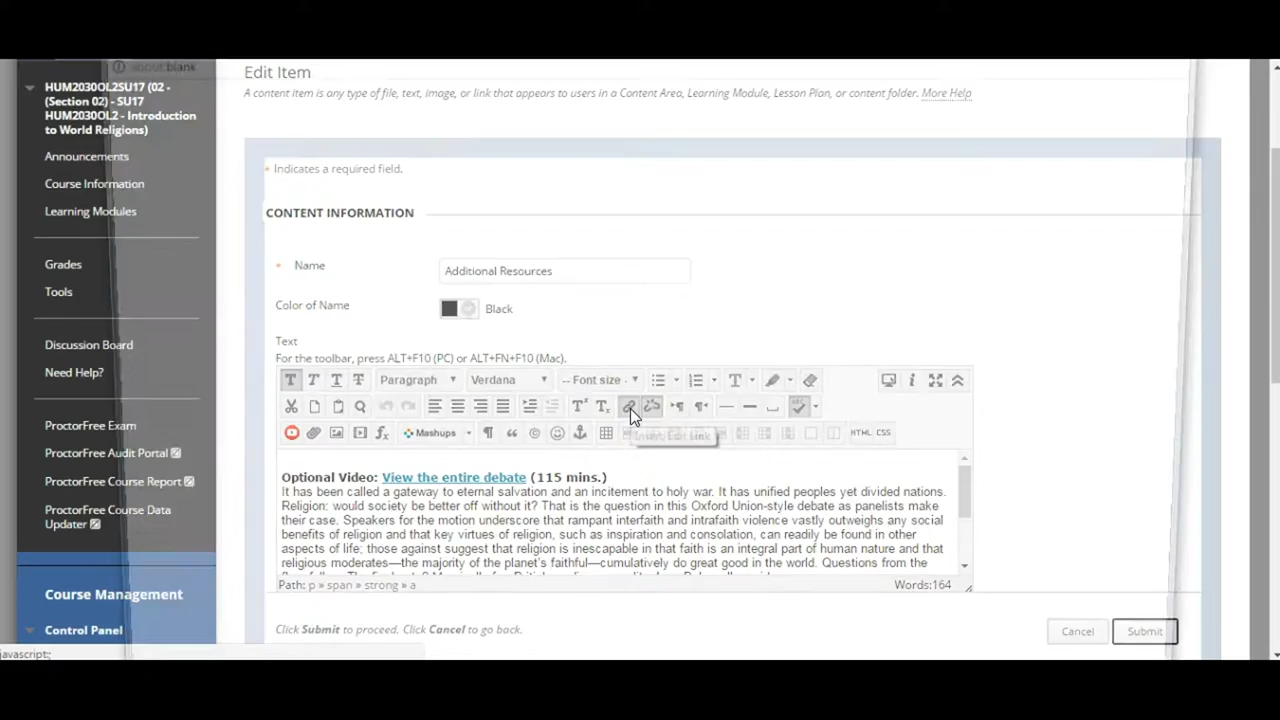 about:blank
HUM2030OL2SU17 (02 -
(Section 02) - SU17
HUM2030OL2 - Introduction
to World Religions)
Announcements
Course Information
Learning Modules
Grades
Tools
Discussion Board
Need Help?
ProctorFree Exam
ProctorFree Audit Portal
ProctorFree Course Report
ProctorFree Course Data
Updater
Course Management
Control Panel
javascript:;
Edit Item
A content item is any type of file, text, image, or link that appears to users in a Content Area, Learning Module, Lesson Plan, or content folder. More Help
* Indicates a required field.
CONTENT INFORMATION
* Name
Additional Resources
Color of Name
Black
Text
For the toolbar, press ALT+F10 (PC) or ALT+FN+F10 (Mac).
T T T T Paragraph Verdana -- Font size - T
Mashups HTML CSS
Insert/Edit Link
Optional Video: View the entire debate (115 mins.)
It has been called a gateway to eternal salvation and an incitement to holy war. It has unified peoples yet divided nations.
Religion: would society be better off without it? That is the question in this Oxford Union-style debate as panelists make
their case. Speakers for the motion underscore that rampant interfaith and intrafaith violence vastly outweighs any social
benefits of religion and that key virtues of religion, such as inspiration and consolation, can readily be found in other
aspects of life; those against suggest that religion is inescapable in that faith is an integral part of human nature and that
religious moderates—the majority of the planet's faithful—cumulatively do great good in the world. Questions from the
Path: p » span » strong » a
Words:164
Click Submit to proceed. Click Cancel to go back.
Cancel
Submit